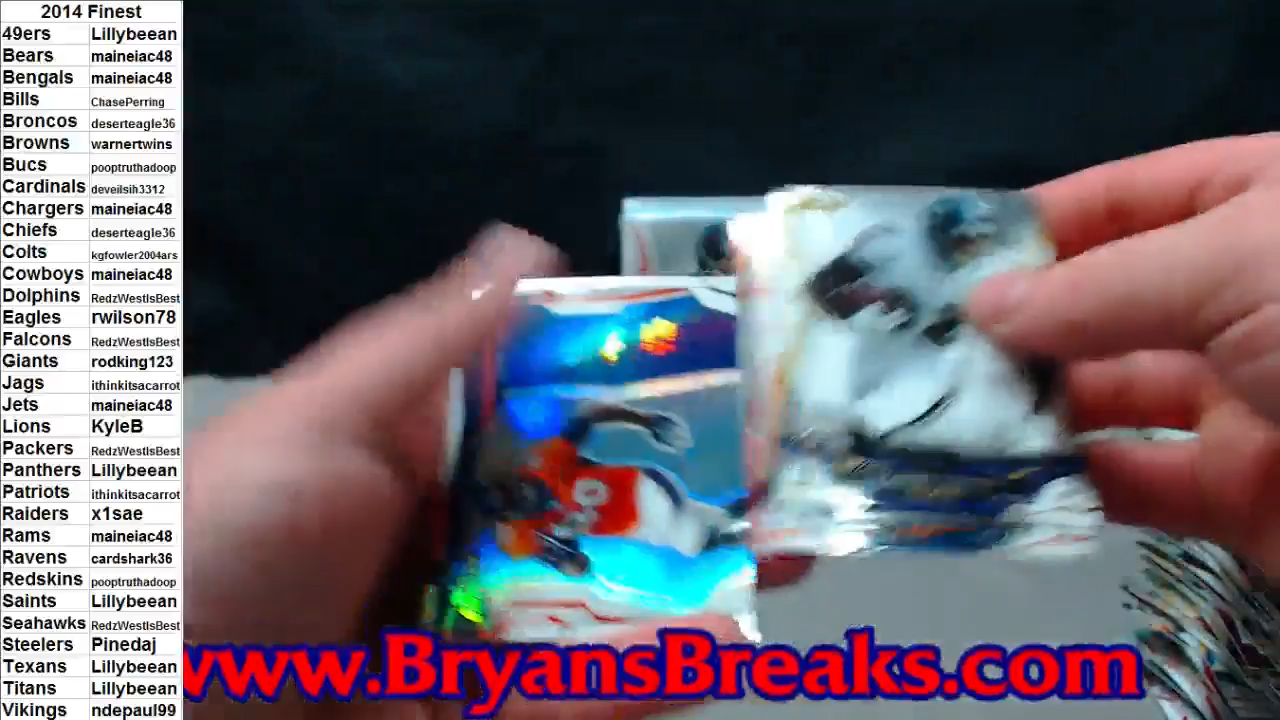 2014 Finest
49ers Lillybeean
Bears maineiac48
Bengals maineiac48
Bills ChasePerring
Broncos deserteagle36
Browns warnertwins
Bucs pooptruthadoop
Cardinals deveilsih3312
Chargers maineiac48
Chiefs deserteagle36
Colts kgfowler2004ars
Cowboys maineiac48
Dolphins RedzWestIsBest
Eagles rwilson78
Falcons RedzWestIsBest
Giants rodking123
Jags ithinkitsacarrot
Jets maineiac48
Lions KyleB
Packers RedzWestIsBest
Panthers Lillybeean
Patriots ithinkitsacarrot
Raiders x1sae
Rams maineiac48
Ravens cardshark36
Redskins pooptruthadoop
Saints Lillybeean
Seahawks RedzWestIsBest
Steelers Pinedaj
Texans Lillybeean
Titans Lillybeean
Vikings ndepaul99
www.BryansBreaks.com